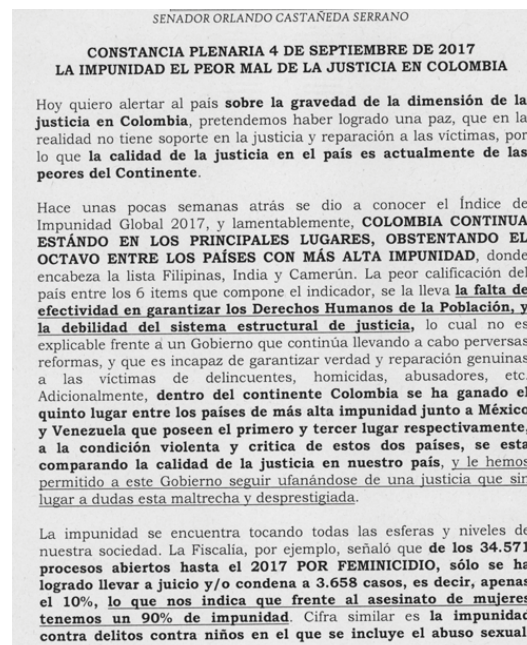 SENADOR ORLANDO CASTAÑEDA SERRANO
CONSTANCIA PLENARIA 4 DE SEPTIEMBRE DE 2017
LA IMPUNIDAD EL PEOR MAL DE LA JUSTICIA EN COLOMBIA
Hoy quiero alertar al país sobre la gravedad de la dimensión de la
justicia en Colombia, pretendemos haber logrado una paz, que en la
realidad no tiene soporte en la justicia y reparación a las víctimas, por
lo que la calidad de la justicia en el país es actualmente de las
peores del Continente.
Hace unas pocas semanas atrás se dio a conocer el Índice de
Impunidad Global 2017, y lamentablemente, COLOMBIA CONTINUA
ESTÁNDO EN LOS PRINCIPALES LUGARES, OBSTENTANDO EL
OCTAVO ENTRE LOS PAÍSES CON MÁS ALTA IMPUNIDAD, donde
encabeza la lista Filipinas, India y Camerún. La peor calificación del
país entre los 6 items que compone el indicador, se la lleva la falta de
efectividad en garantizar los Derechos Humanos de la Población, y
la debilidad del sistema estructural de justicia, lo cual no es
explicable frente a un Gobierno que continúa llevando a cabo perversas
reformas, y que es incapaz de garantizar verdad y reparación genuinas
a las víctimas de delincuentes, homicidas, abusadores, etc.
Adicionalmente, dentro del continente Colombia se ha ganado el
quinto lugar entre los países de más alta impunidad junto a México
y Venezuela que poseen el primero y tercer lugar respectivamente,
a la condición violenta y critica de estos dos países, se esta
comparando la calidad de la justicia en nuestro país, y le hemos
permitido a este Gobierno seguir ufanándose de una justicia que sin
lugar a dudas esta maltrecha y desprestigiada.
La impunidad se encuentra tocando todas las esferas y niveles de
nuestra sociedad. La Fiscalía, por ejemplo, señaló que de los 34.571
procesos abiertos hasta el 2017 POR FEMINICIDIO, sólo se ha
logrado llevar a juicio y/o condena a 3.658 casos, es decir, apenas
el 10%, lo que nos indica que frente al asesinato de mujeres
tenemos un 90% de impunidad. Cifra similar es la impunidad
contra delitos contra niños en el que se incluye el abuso sexual